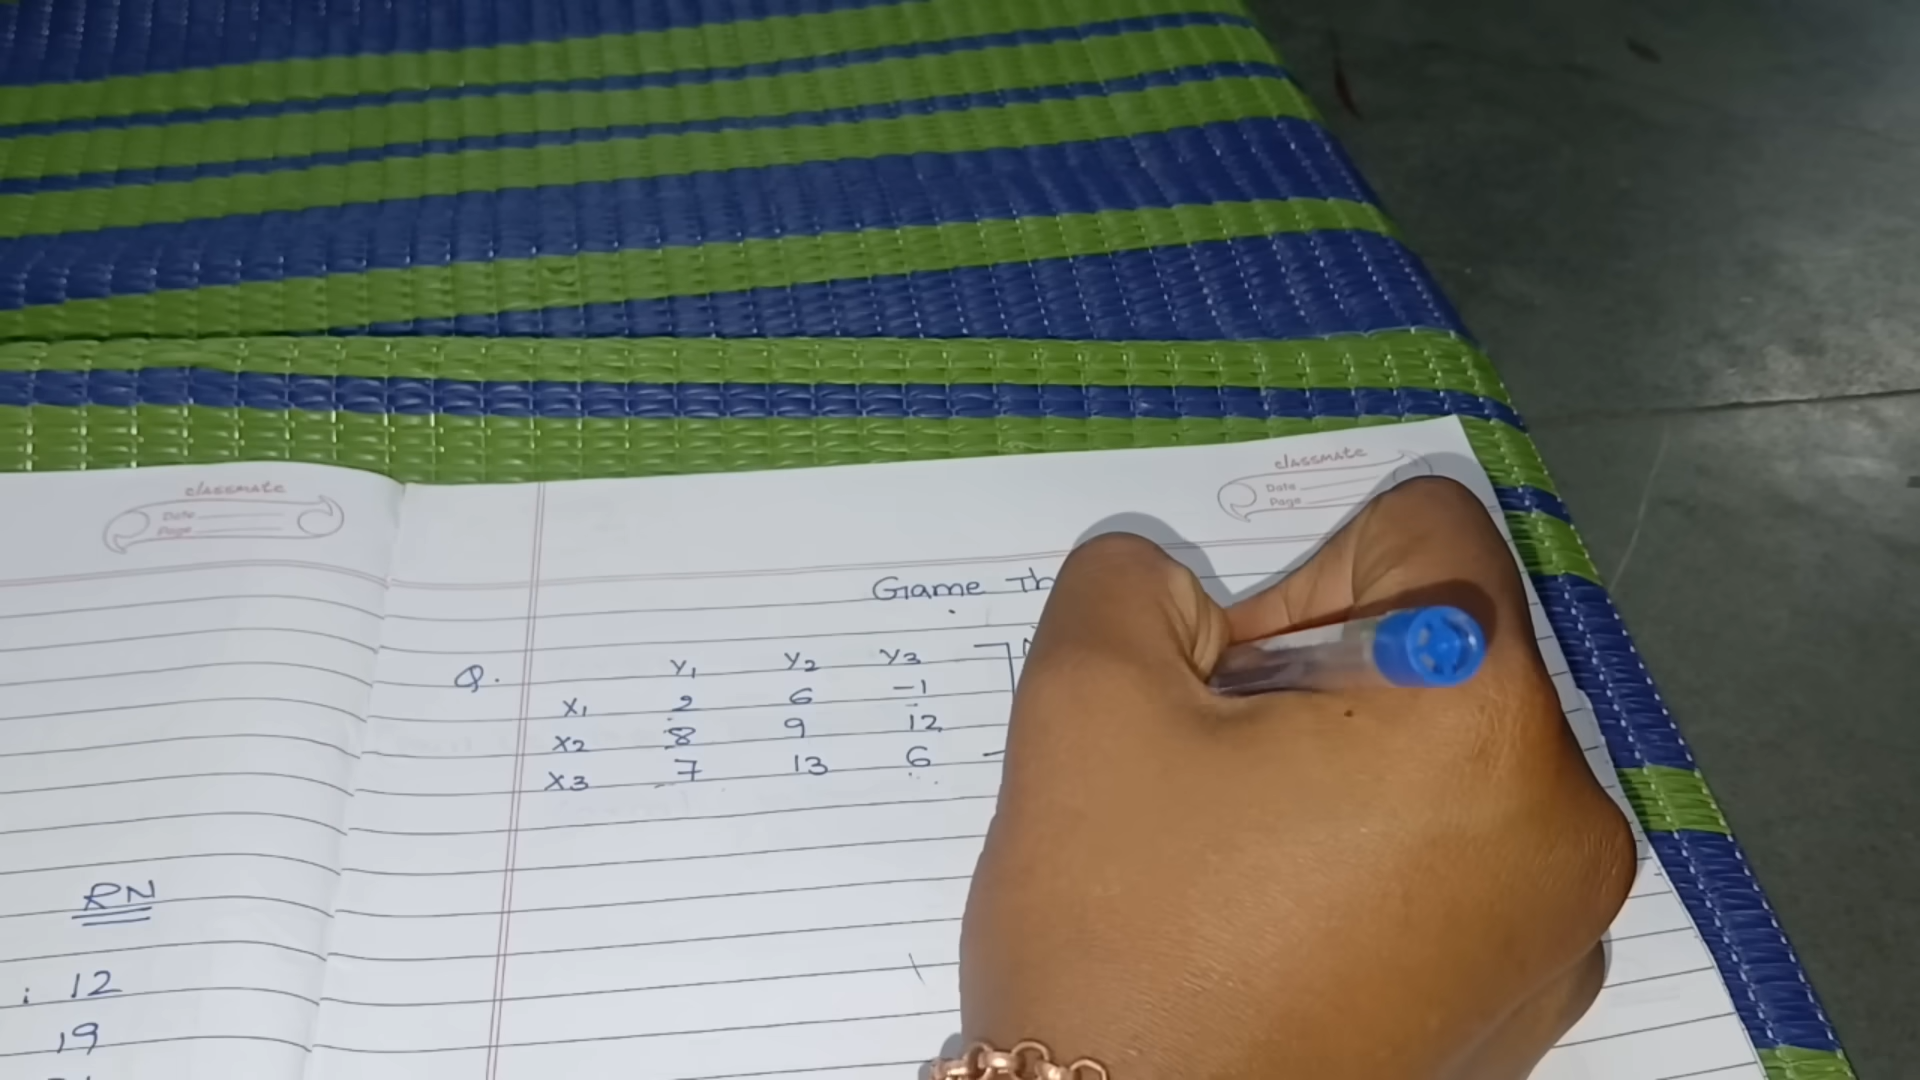 classmate
Date
Page
RN
; 12
19
classmate
Date
Page
Game Th
Q. Y1 Y2 Y3
X1 2 6 -1
X2 8 9 12
X3 7 13 6